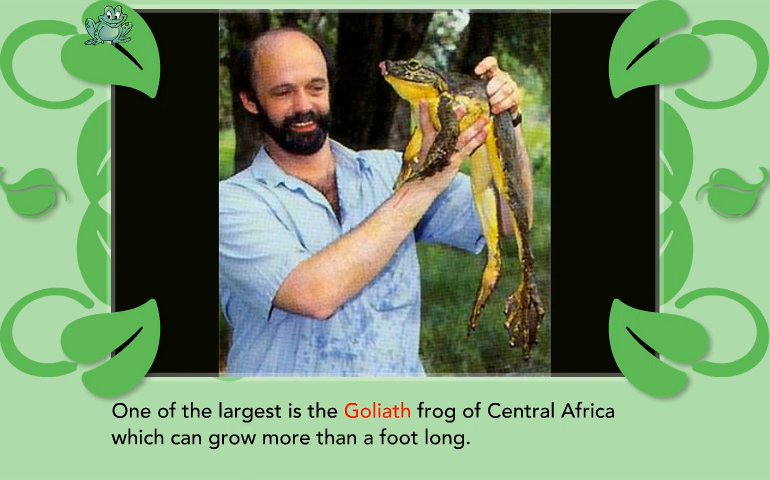 One of the largest is the Goliath frog of Central Africa
which can grow more than a foot long.